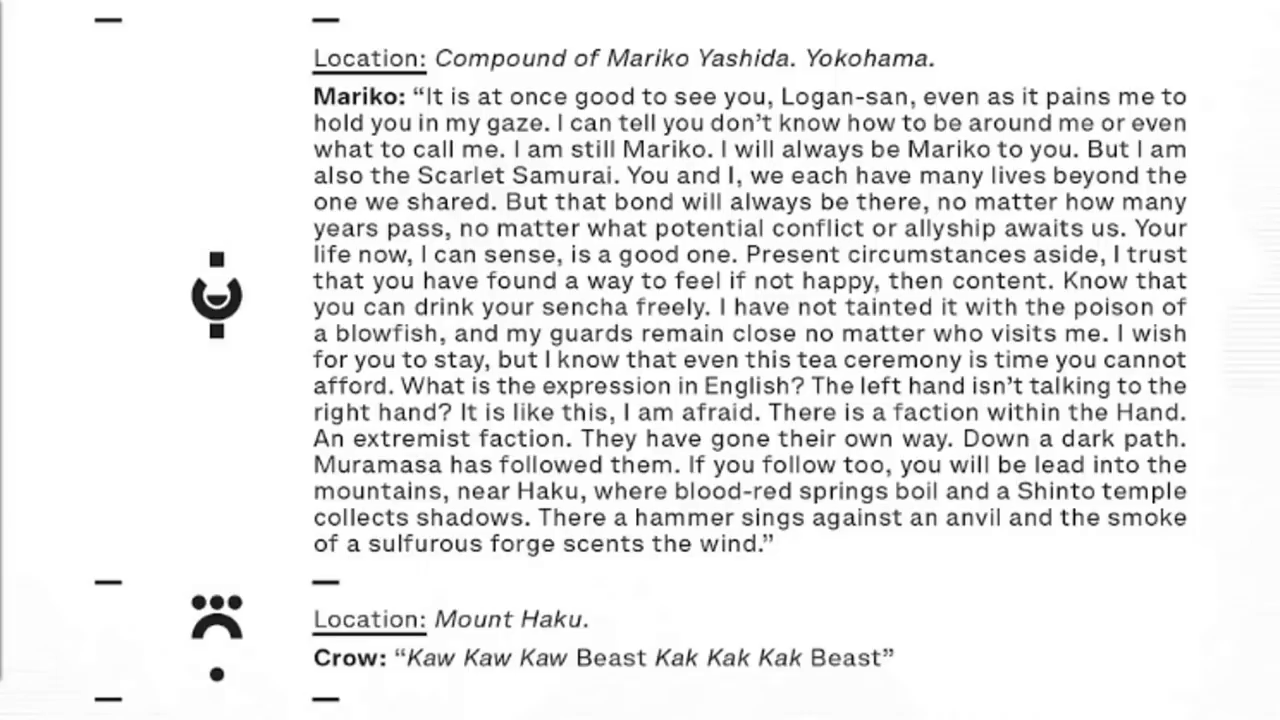 Location: Compound of Mariko Yashida. Yokohama.
Mariko: “It is at once good to see you, Logan-san, even as it pains me to
hold you in my gaze. I can tell you don’t know how to be around me or even
what to call me. I am still Mariko. I will always be Mariko to you. But I am
also the Scarlet Samurai. You and I, we each have many lives beyond the
one we shared. But that bond will always be there, no matter how many
years pass, no matter what potential conflict or allyship awaits us. Your
life now, I can sense, is a good one. Present circumstances aside, I trust
that you have found a way to feel if not happy, then content. Know that
you can drink your sencha freely. I have not tainted it with the poison of
a blowfish, and my guards remain close no matter who visits me. I wish
for you to stay, but I know that even this tea ceremony is time you cannot
afford. What is the expression in English? The left hand isn’t talking to the
right hand? It is like this, I am afraid. There is a faction within the Hand.
An extremist faction. They have gone their own way. Down a dark path.
Muramasa has followed them. If you follow too, you will be lead into the
mountains, near Haku, where blood-red springs boil and a Shinto temple
collects shadows. There a hammer sings against an anvil and the smoke
of a sulfurous forge scents the wind.”
Location: Mount Haku.
Crow: “Kaw Kaw Kaw Beast Kak Kak Kak Beast”